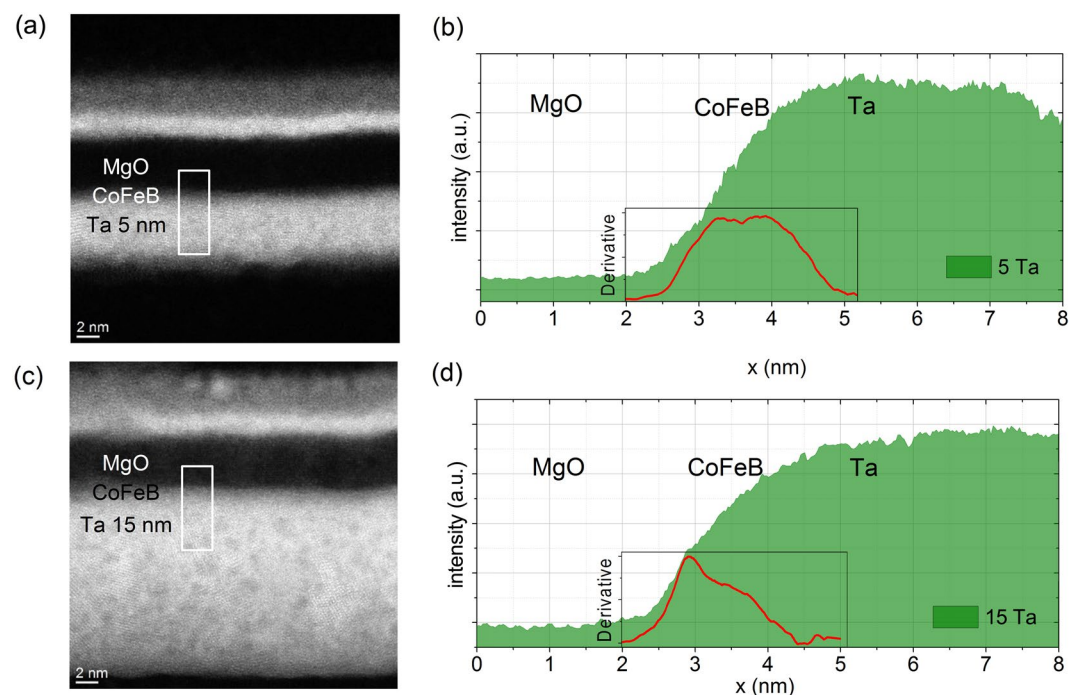 (a)
MgO
CoFeB
Ta 5 nm
2 nm
(b)
MgO CoFeB Ta
intensity (a.u.)
Derivative
5 Ta
0 1 2 3 4 5 6 7 8
x (nm)
(c)
MgO
CoFeB
Ta 15 nm
2 nm
(d)
MgO CoFeB Ta
intensity (a.u.)
Derivative
15 Ta
0 1 2 3 4 5 6 7 8
x (nm)